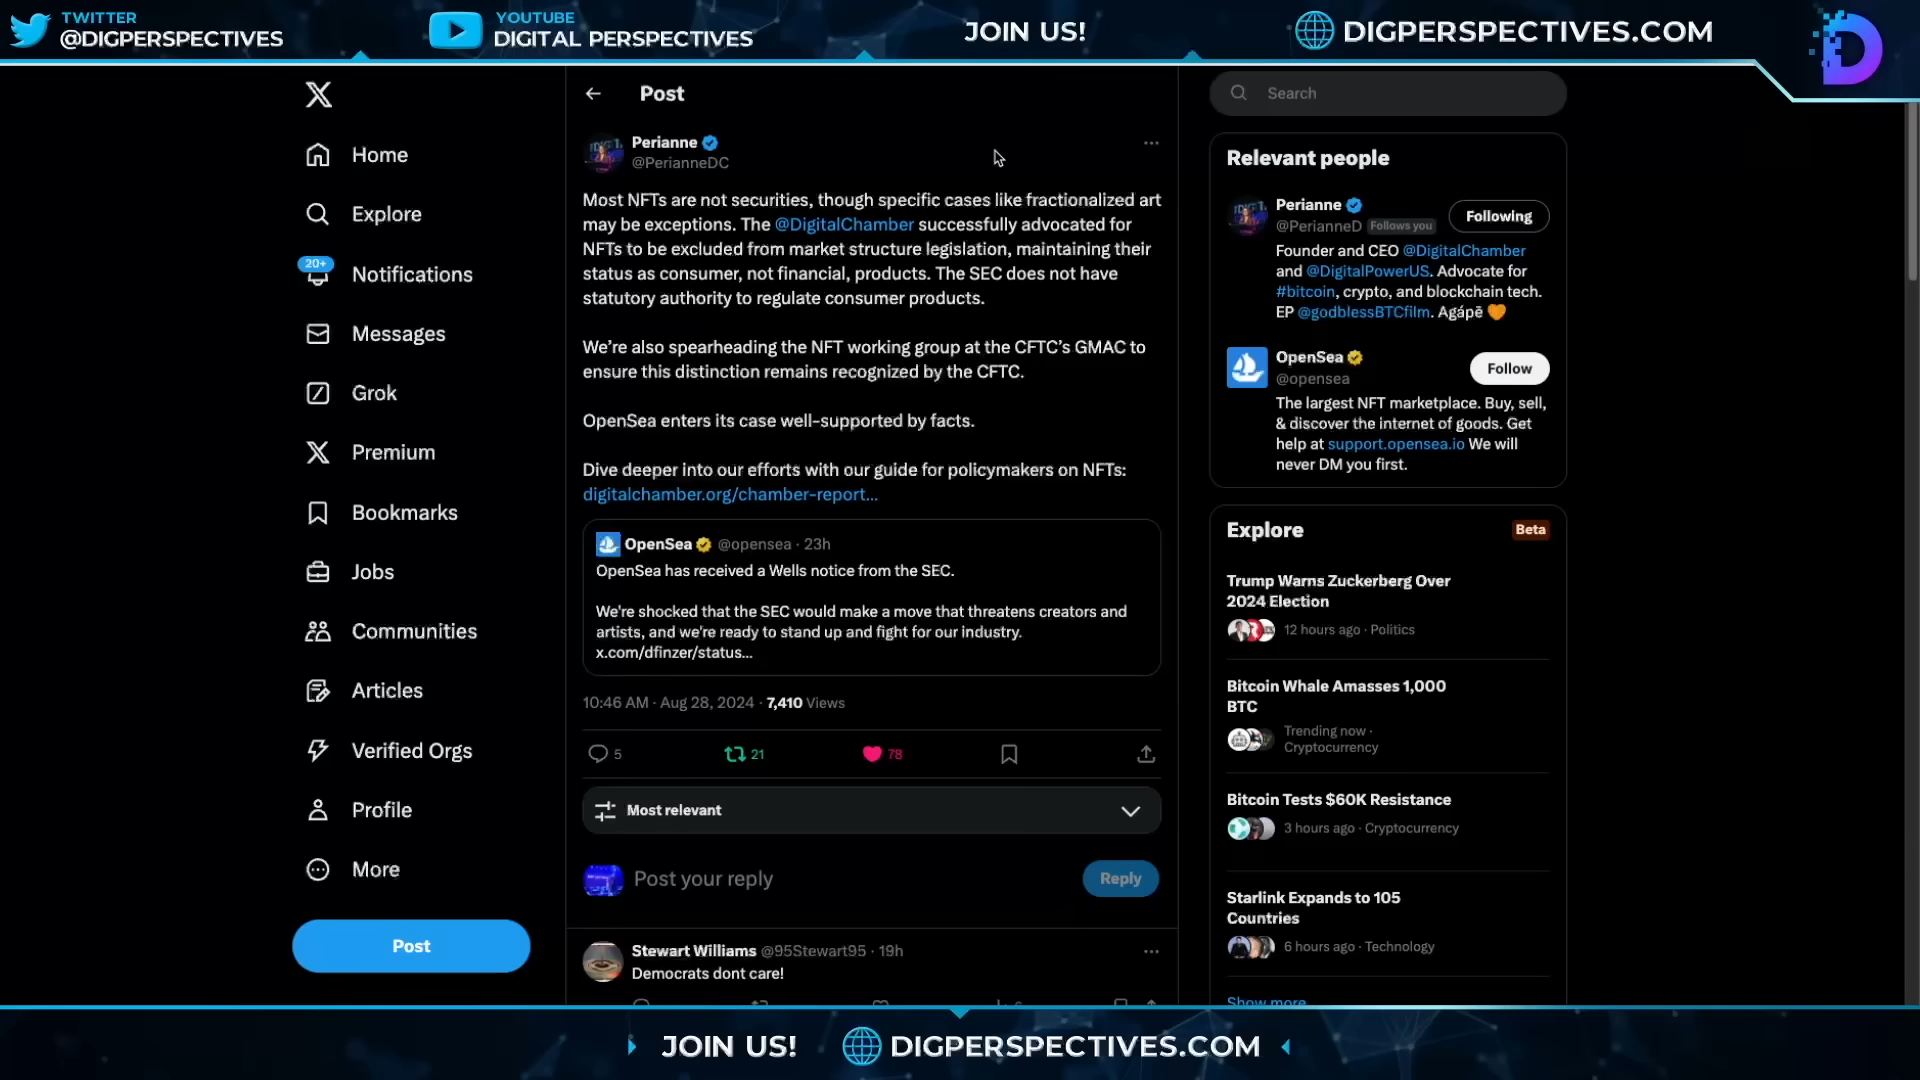 TWITTER
@DIGPERSPECTIVES
YOUTUBE
DIGITAL PERSPECTIVES
JOIN US!
DIGPERSPECTIVES.COM
Home
Explore
20+
Notifications
Messages
Grok
Premium
Bookmarks
Jobs
Communities
Articles
Verified Orgs
Profile
More
Post
Post
Perianne
@PerianneDC
Most NFTs are not securities, though specific cases like fractionalized art
may be exceptions. The @DigitalChamber successfully advocated for
NFTs to be excluded from market structure legislation, maintaining their
status as consumer, not financial, products. The SEC does not have
statutory authority to regulate consumer products.
We’re also spearheading the NFT working group at the CFTC’s GMAC to
ensure this distinction remains recognized by the CFTC.
OpenSea enters its case well-supported by facts.
Dive deeper into our efforts with our guide for policymakers on NFTs:
digitalchamber.org/chamber-report…
OpenSea @opensea · 23h
OpenSea has received a Wells notice from the SEC.
We're shocked that the SEC would make a move that threatens creators and
artists, and we're ready to stand up and fight for our industry.
x.com/dfinzer/status…
10:46 AM · Aug 28, 2024 · 7,410 Views
5 21 78
Most relevant
Post your reply
Reply
Stewart Williams @95Stewart95 · 19h
Democrats dont care!
Search
Relevant people
Perianne
@PerianneD Follows you
Following
Founder and CEO @DigitalChamber
and @DigitalPowerUS. Advocate for
#bitcoin, crypto, and blockchain tech.
EP @godblessBTCfilm. Agápē
OpenSea
@opensea
Follow
The largest NFT marketplace. Buy, sell,
& discover the internet of goods. Get
help at support.opensea.io We will
never DM you first.
Explore
Beta
Trump Warns Zuckerberg Over
2024 Election
12 hours ago · Politics
Bitcoin Whale Amasses 1,000
BTC
Trending now ·
Cryptocurrency
Bitcoin Tests $60K Resistance
3 hours ago · Cryptocurrency
Starlink Expands to 105
Countries
6 hours ago · Technology
Show more
JOIN US!
DIGPERSPECTIVES.COM